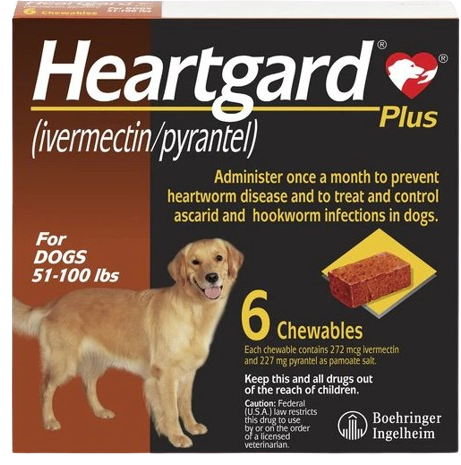 Heartgard® ®
Plus
(ivermectin/pyrantel)
Administer once a month to prevent
heartworm disease and to treat and control
ascarid and hookworm infections in dogs.
For
DOGS
51-100 lbs
6 Chewables
Each chewable contains 272 mcg ivermectin
and 227 mg pyrantel as pamoate salt.
Keep this and all drugs out
of the reach of children.
Caution: Federal
(U.S.A.) law restricts
this drug to use
by or on the order
of a licensed
veterinarian.
Boehringer
Ingelheim